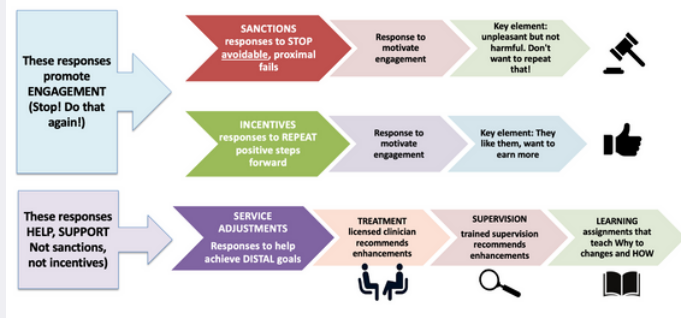 These responses
promote
ENGAGEMENT
(Stop! Do that
again!)
SANCTIONS
responses to STOP
avoidable, proximal
fails
Response to
motivate
engagement
Key element:
unpleasant but not
harmful. Don't
want to repeat
that!
INCENTIVES
responses to REPEAT
positive steps
forward
Response to
motivate
engagement
Key element: They
like them, want to
earn more
These responses
HELP, SUPPORT
Not sanctions,
not incentives)
SERVICE
ADJUSTMENTS
Responses to help
achieve DISTAL goals
TREATMENT
licensed clinician
recommends
enhancements
SUPERVISION
trained supervision
recommends
enhancements
LEARNING
assignments that
teach Why to
changes and HOW